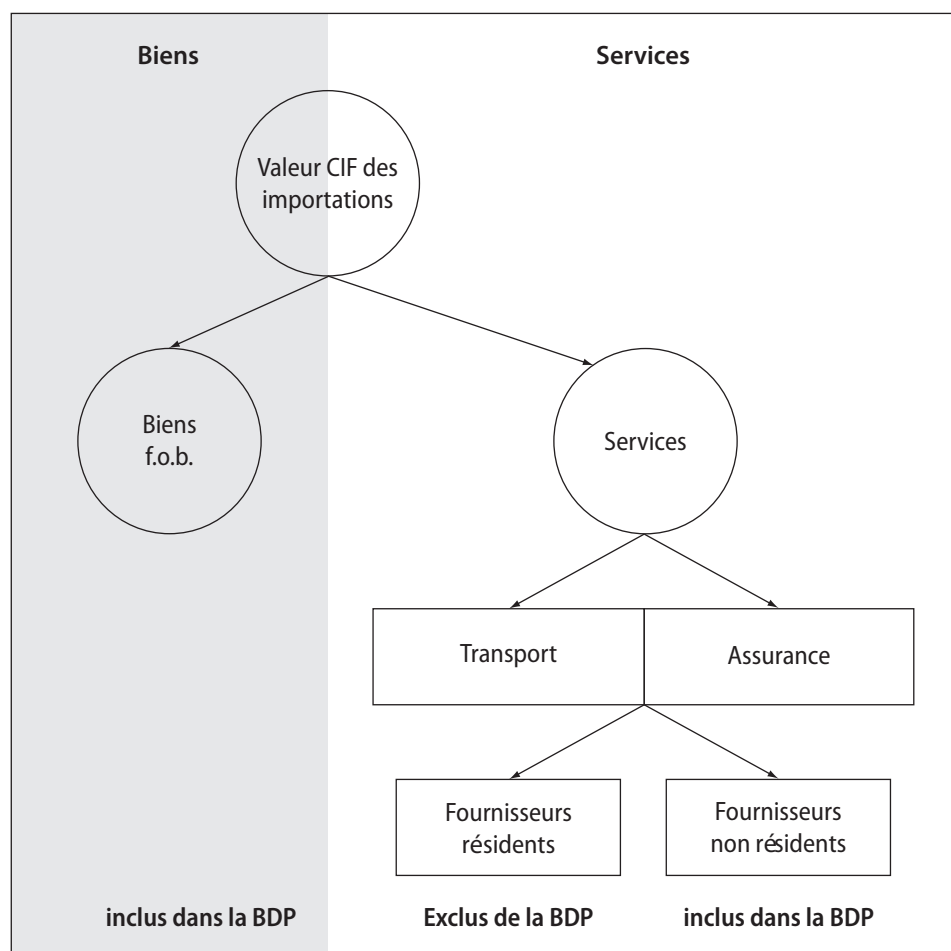 Biens
Services
Valeur CIF des
importations
Biens
f.o.b.
Services
Transport
Assurance
Fournisseurs
résidents
Fournisseurs
non résidents
inclus dans la BDP
Exclus de la BDP
inclus dans la BDP